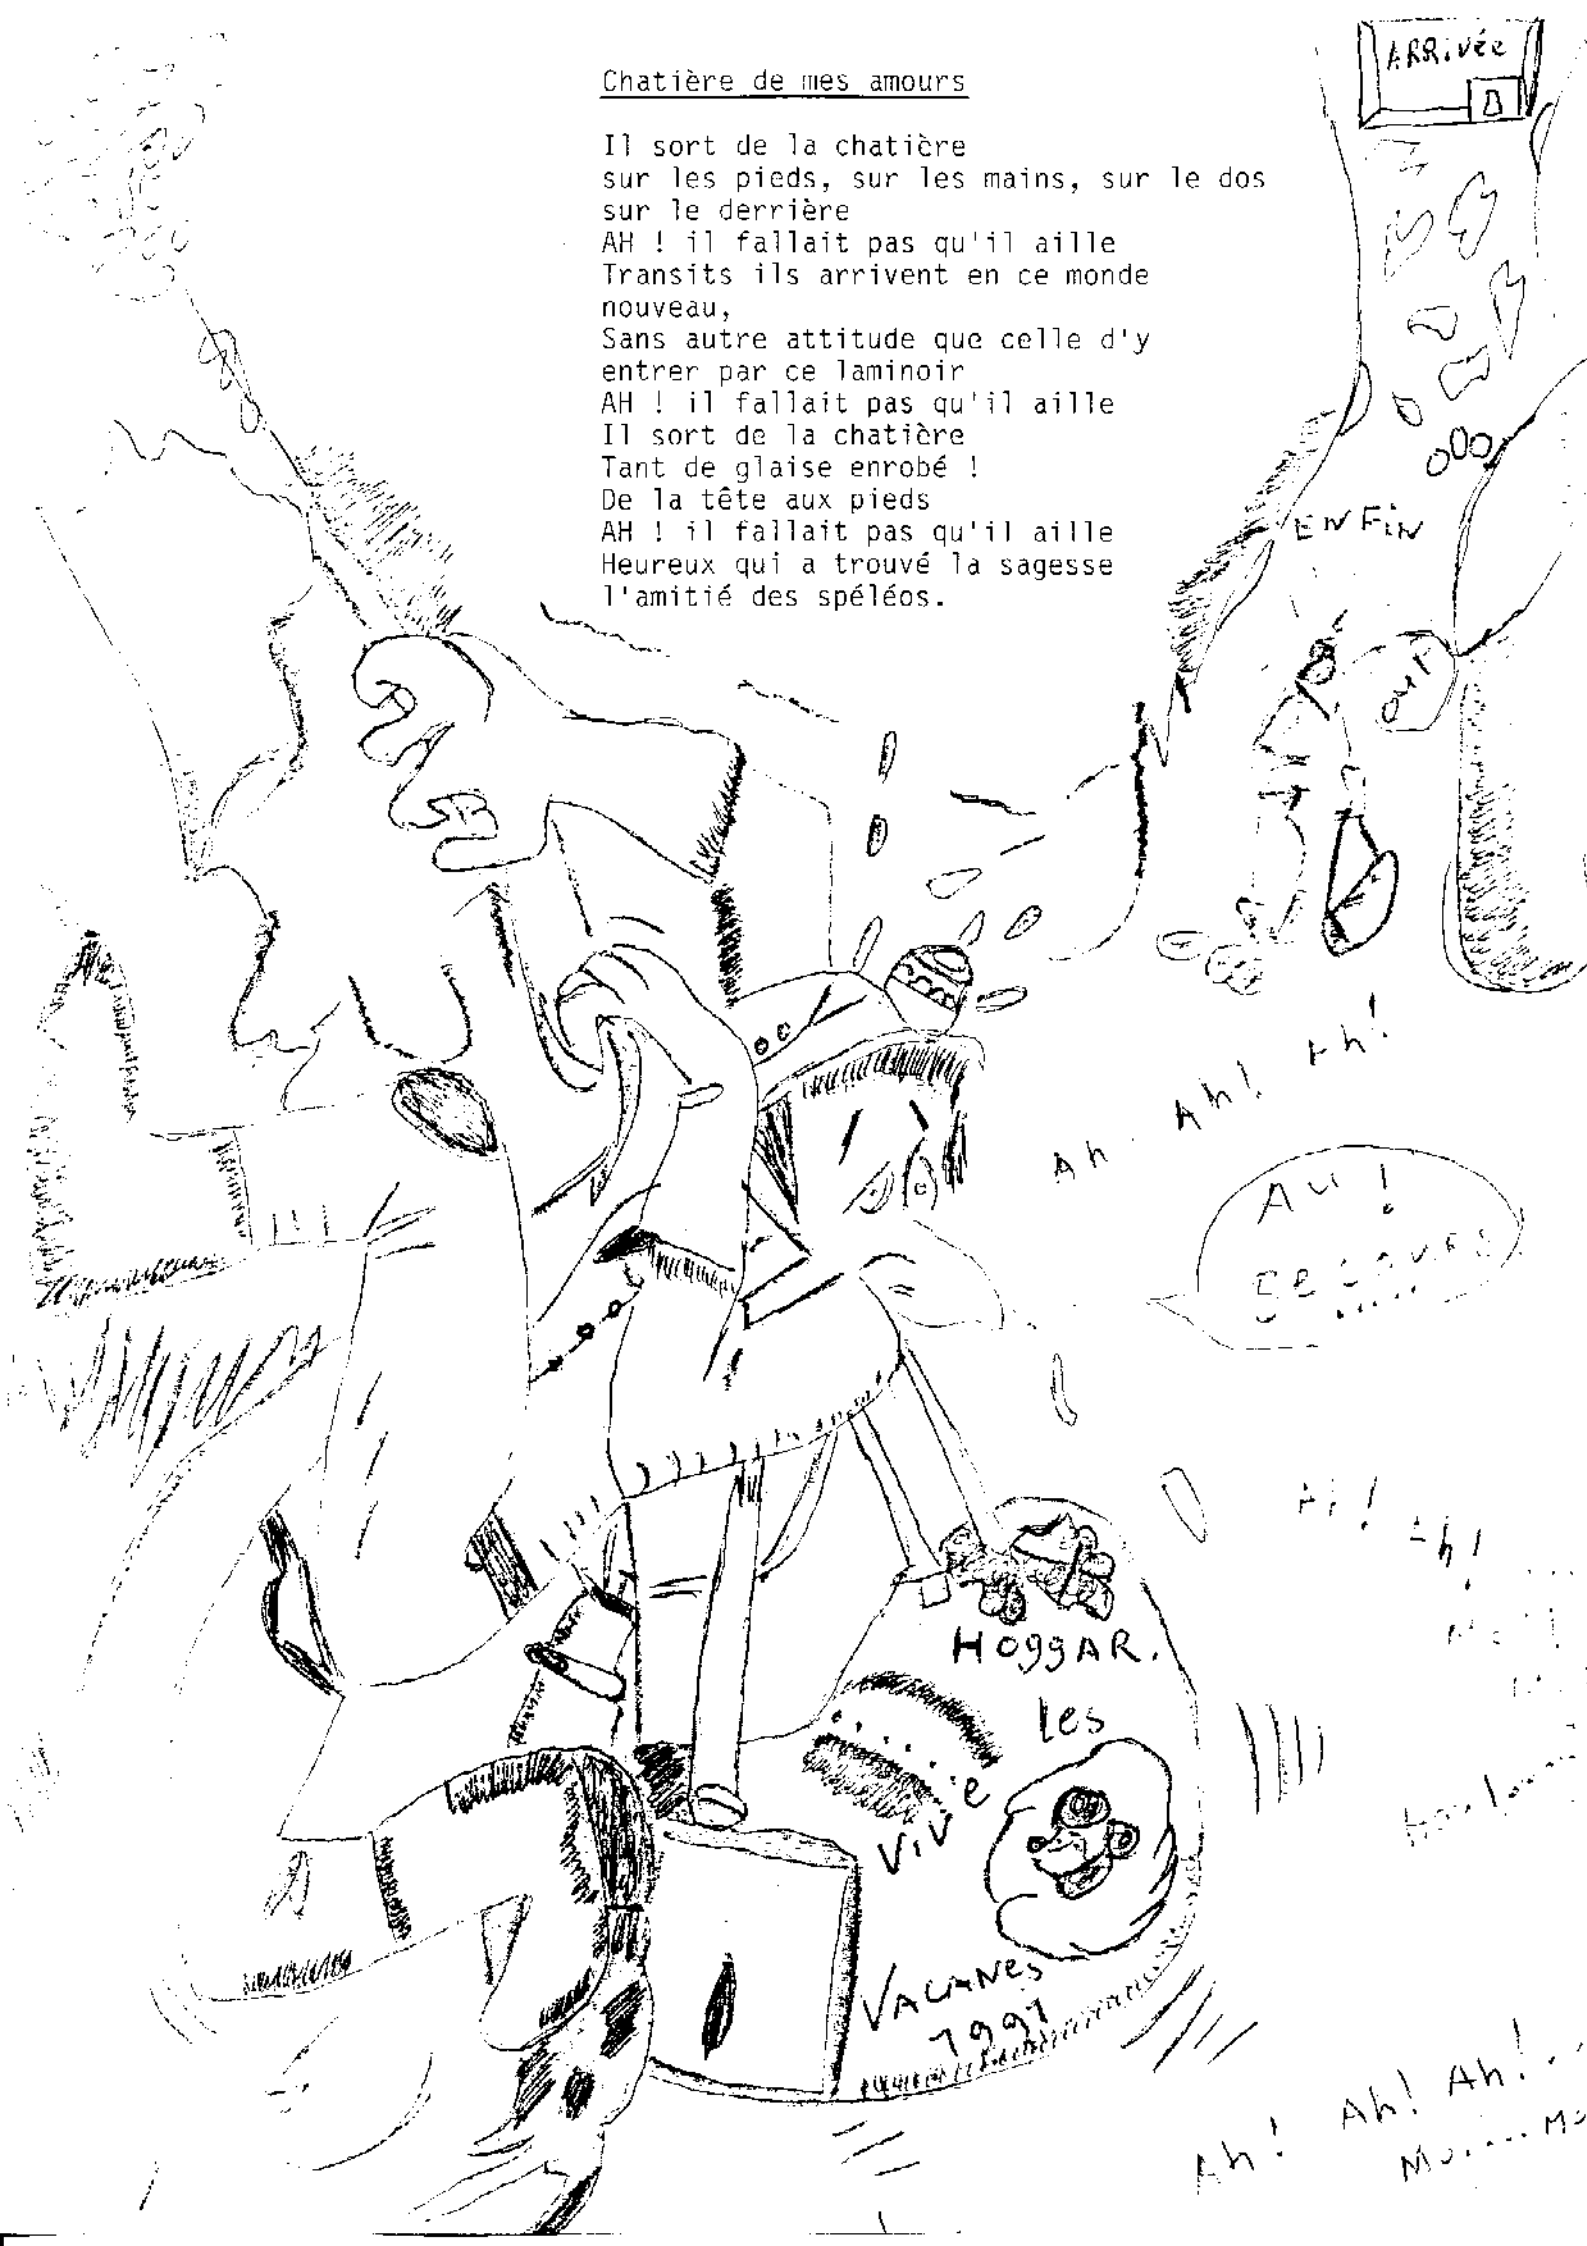 ARRivée
Chatière de mes amours
Il sort de la chatière
sur les pieds, sur les mains, sur le dos
sur le derrière
AH ! il fallait pas qu'il aille
Transits ils arrivent en ce monde
nouveau,
Sans autre attitude que celle d'y
entrer par ce laminoir
AH ! il fallait pas qu'il aille
Il sort de la chatière
Tant de glaise enrobé !
De la tête aux pieds
AH ! il fallait pas qu'il aille
Heureux qui a trouvé la sagesse
l'amitié des spéléos.
ENFiN
ouf
Ah. Ah! Ah!
Au!
secours
.....
Ah!
HoggAR.
les
ViVe
VACANes
1991
Ah! Ah! Ah!...